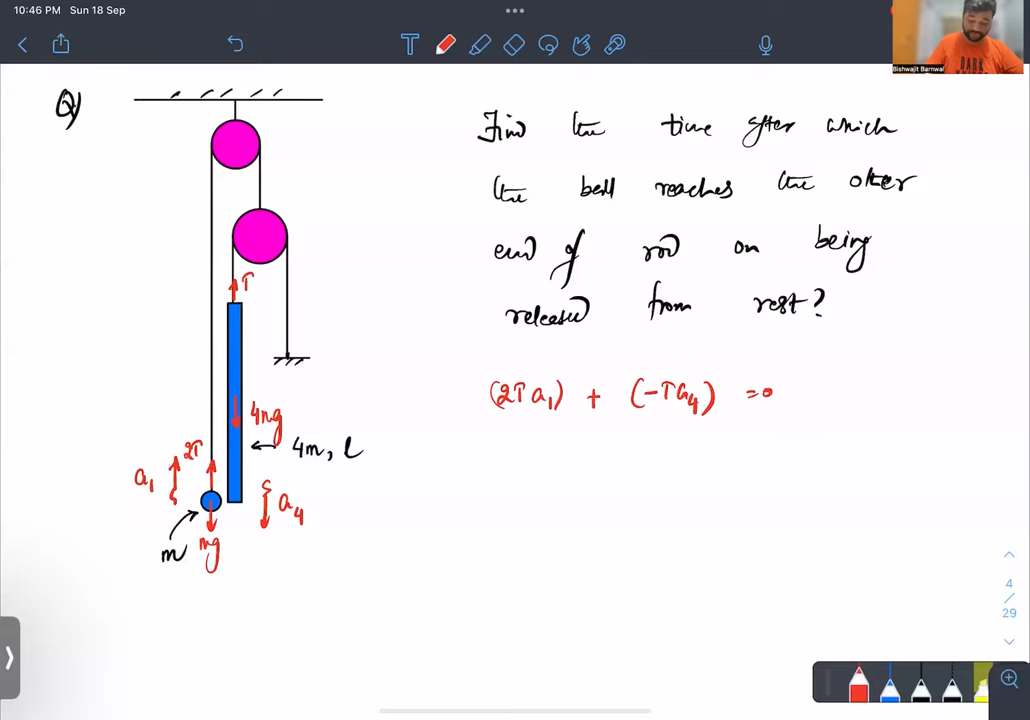 10:46 PM Sun 18 Sep
Bishwajit Barnwal
DARK
Q)
Find the time after which
the ball reaches the other
end of rod on being
released from rest?
(2T a₁) + (-T a₄) = 0
T
4mg
4m, L
2T
a₁
a₄
m
mg
4
/
29